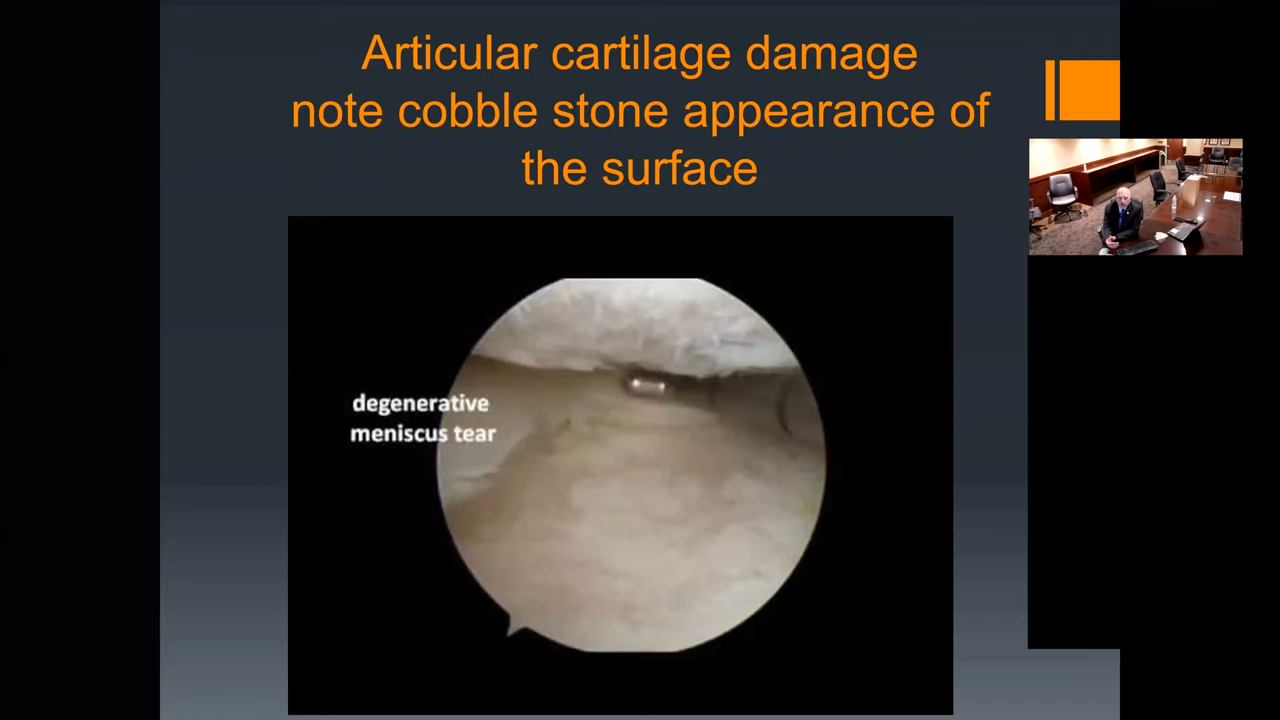 Articular cartilage damage
note cobble stone appearance of
the surface
degenerative
meniscus tear